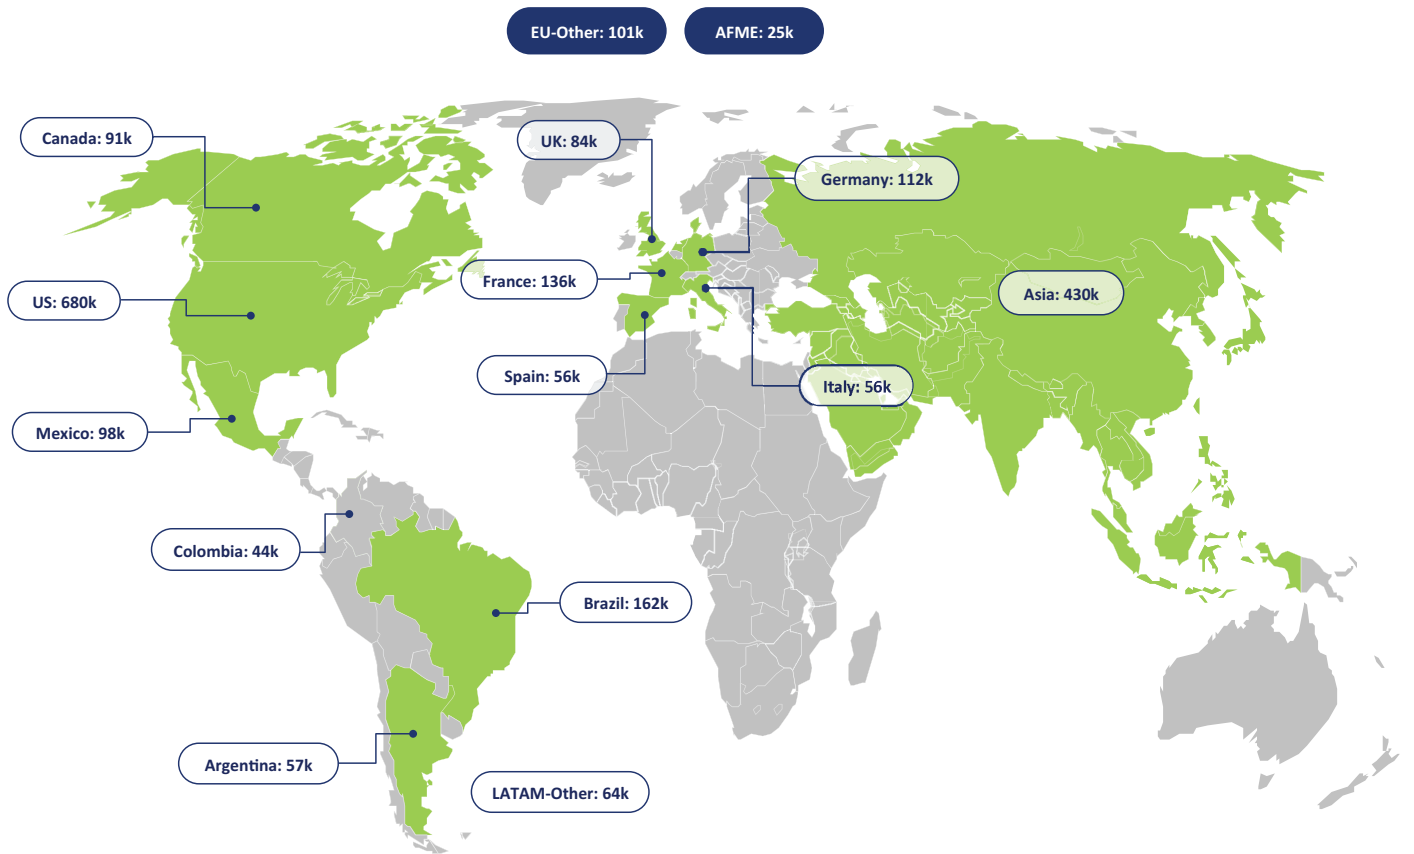 EU-Other: 101k
AFME: 25k
Canada: 91k
UK: 84k
Germany: 112k
France: 136k
Asia: 430k
US: 680k
Spain: 56k
Italy: 56k
Mexico: 98k
Colombia: 44k
Brazil: 162k
Argentina: 57k
LATAM-Other: 64k